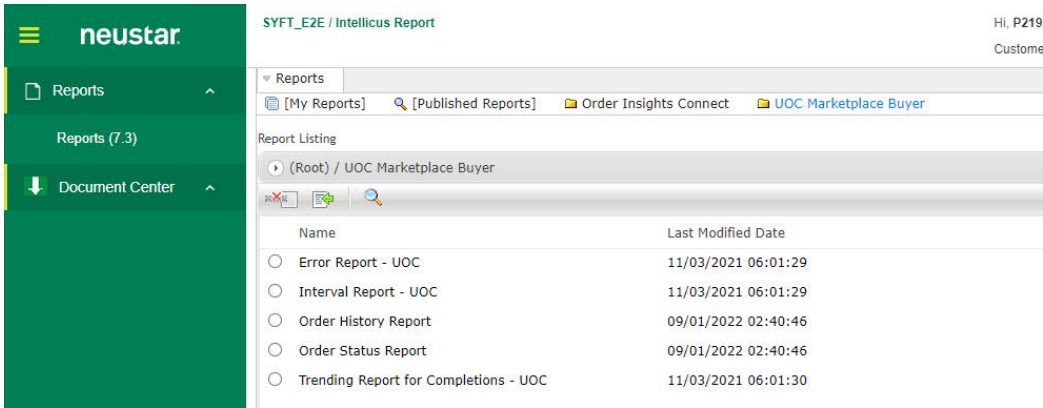 neustar
SYFT_E2E / Intellicus Report
Hi, P219
Custome
Reports
Reports (7.3)
Document Center
Reports
[My Reports] [Published Reports] Order Insights Connect UOC Marketplace Buyer
Report Listing
(Root) / UOC Marketplace Buyer
Name Last Modified Date
Error Report - UOC 11/03/2021 06:01:29
Interval Report - UOC 11/03/2021 06:01:29
Order History Report 09/01/2022 02:40:46
Order Status Report 09/01/2022 02:40:46
Trending Report for Completions - UOC 11/03/2021 06:01:30